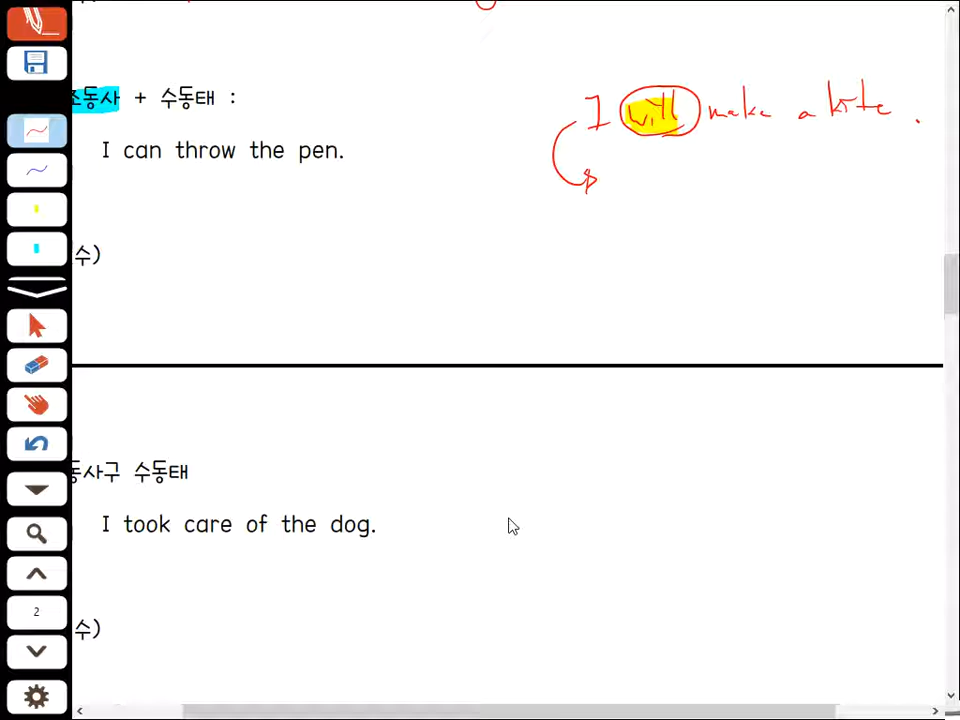 조동사 + 수동태 :
I will make a kite .
I can throw the pen.
수)
동사구 수동태
I took care of the dog.
2
수)